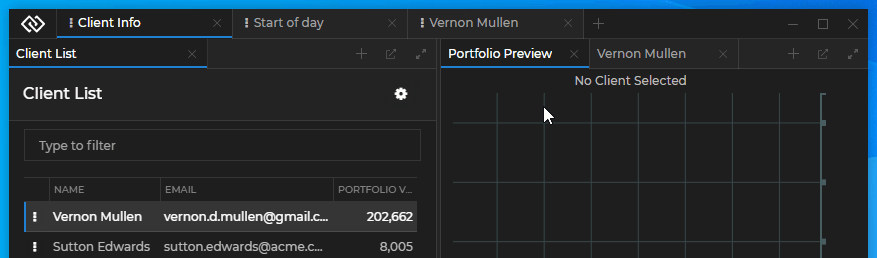 Client Info
Start of day
Vernon Mullen
Client List
Portfolio Preview
Vernon Mullen
Client List
No Client Selected
Type to filter
NAME EMAIL PORTFOLIO V...
Vernon Mullen vernon.d.mullen@gmail.c... 202,662
Sutton Edwards sutton.edwards@acme.c... 8,005